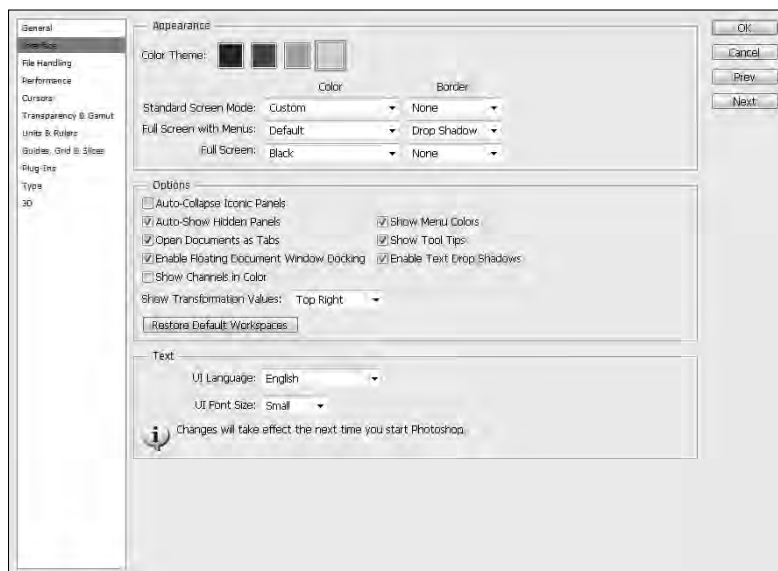 General
Interface
File Handling
Performance
Cursors
Transparency & Gamut
Units & Rulers
Guides, Grid & Slices
Plug-Ins
Type
3D
Appearance
Color Theme:
Color Border
Standard Screen Mode: Custom None
Full Screen with Menus: Default Drop Shadow
Full Screen: Black None
Options
Auto-Collapse Iconic Panels
Auto-Show Hidden Panels Show Menu Colors
Open Documents as Tabs Show Tool Tips
Enable Floating Document Window Docking Enable Text Drop Shadows
Show Channels in Color
Show Transformation Values: Top Right
Restore Default Workspaces
Text
UI Language: English
UI Font Size: Small
Changes will take effect the next time you start Photoshop.
OK
Cancel
Prev
Next